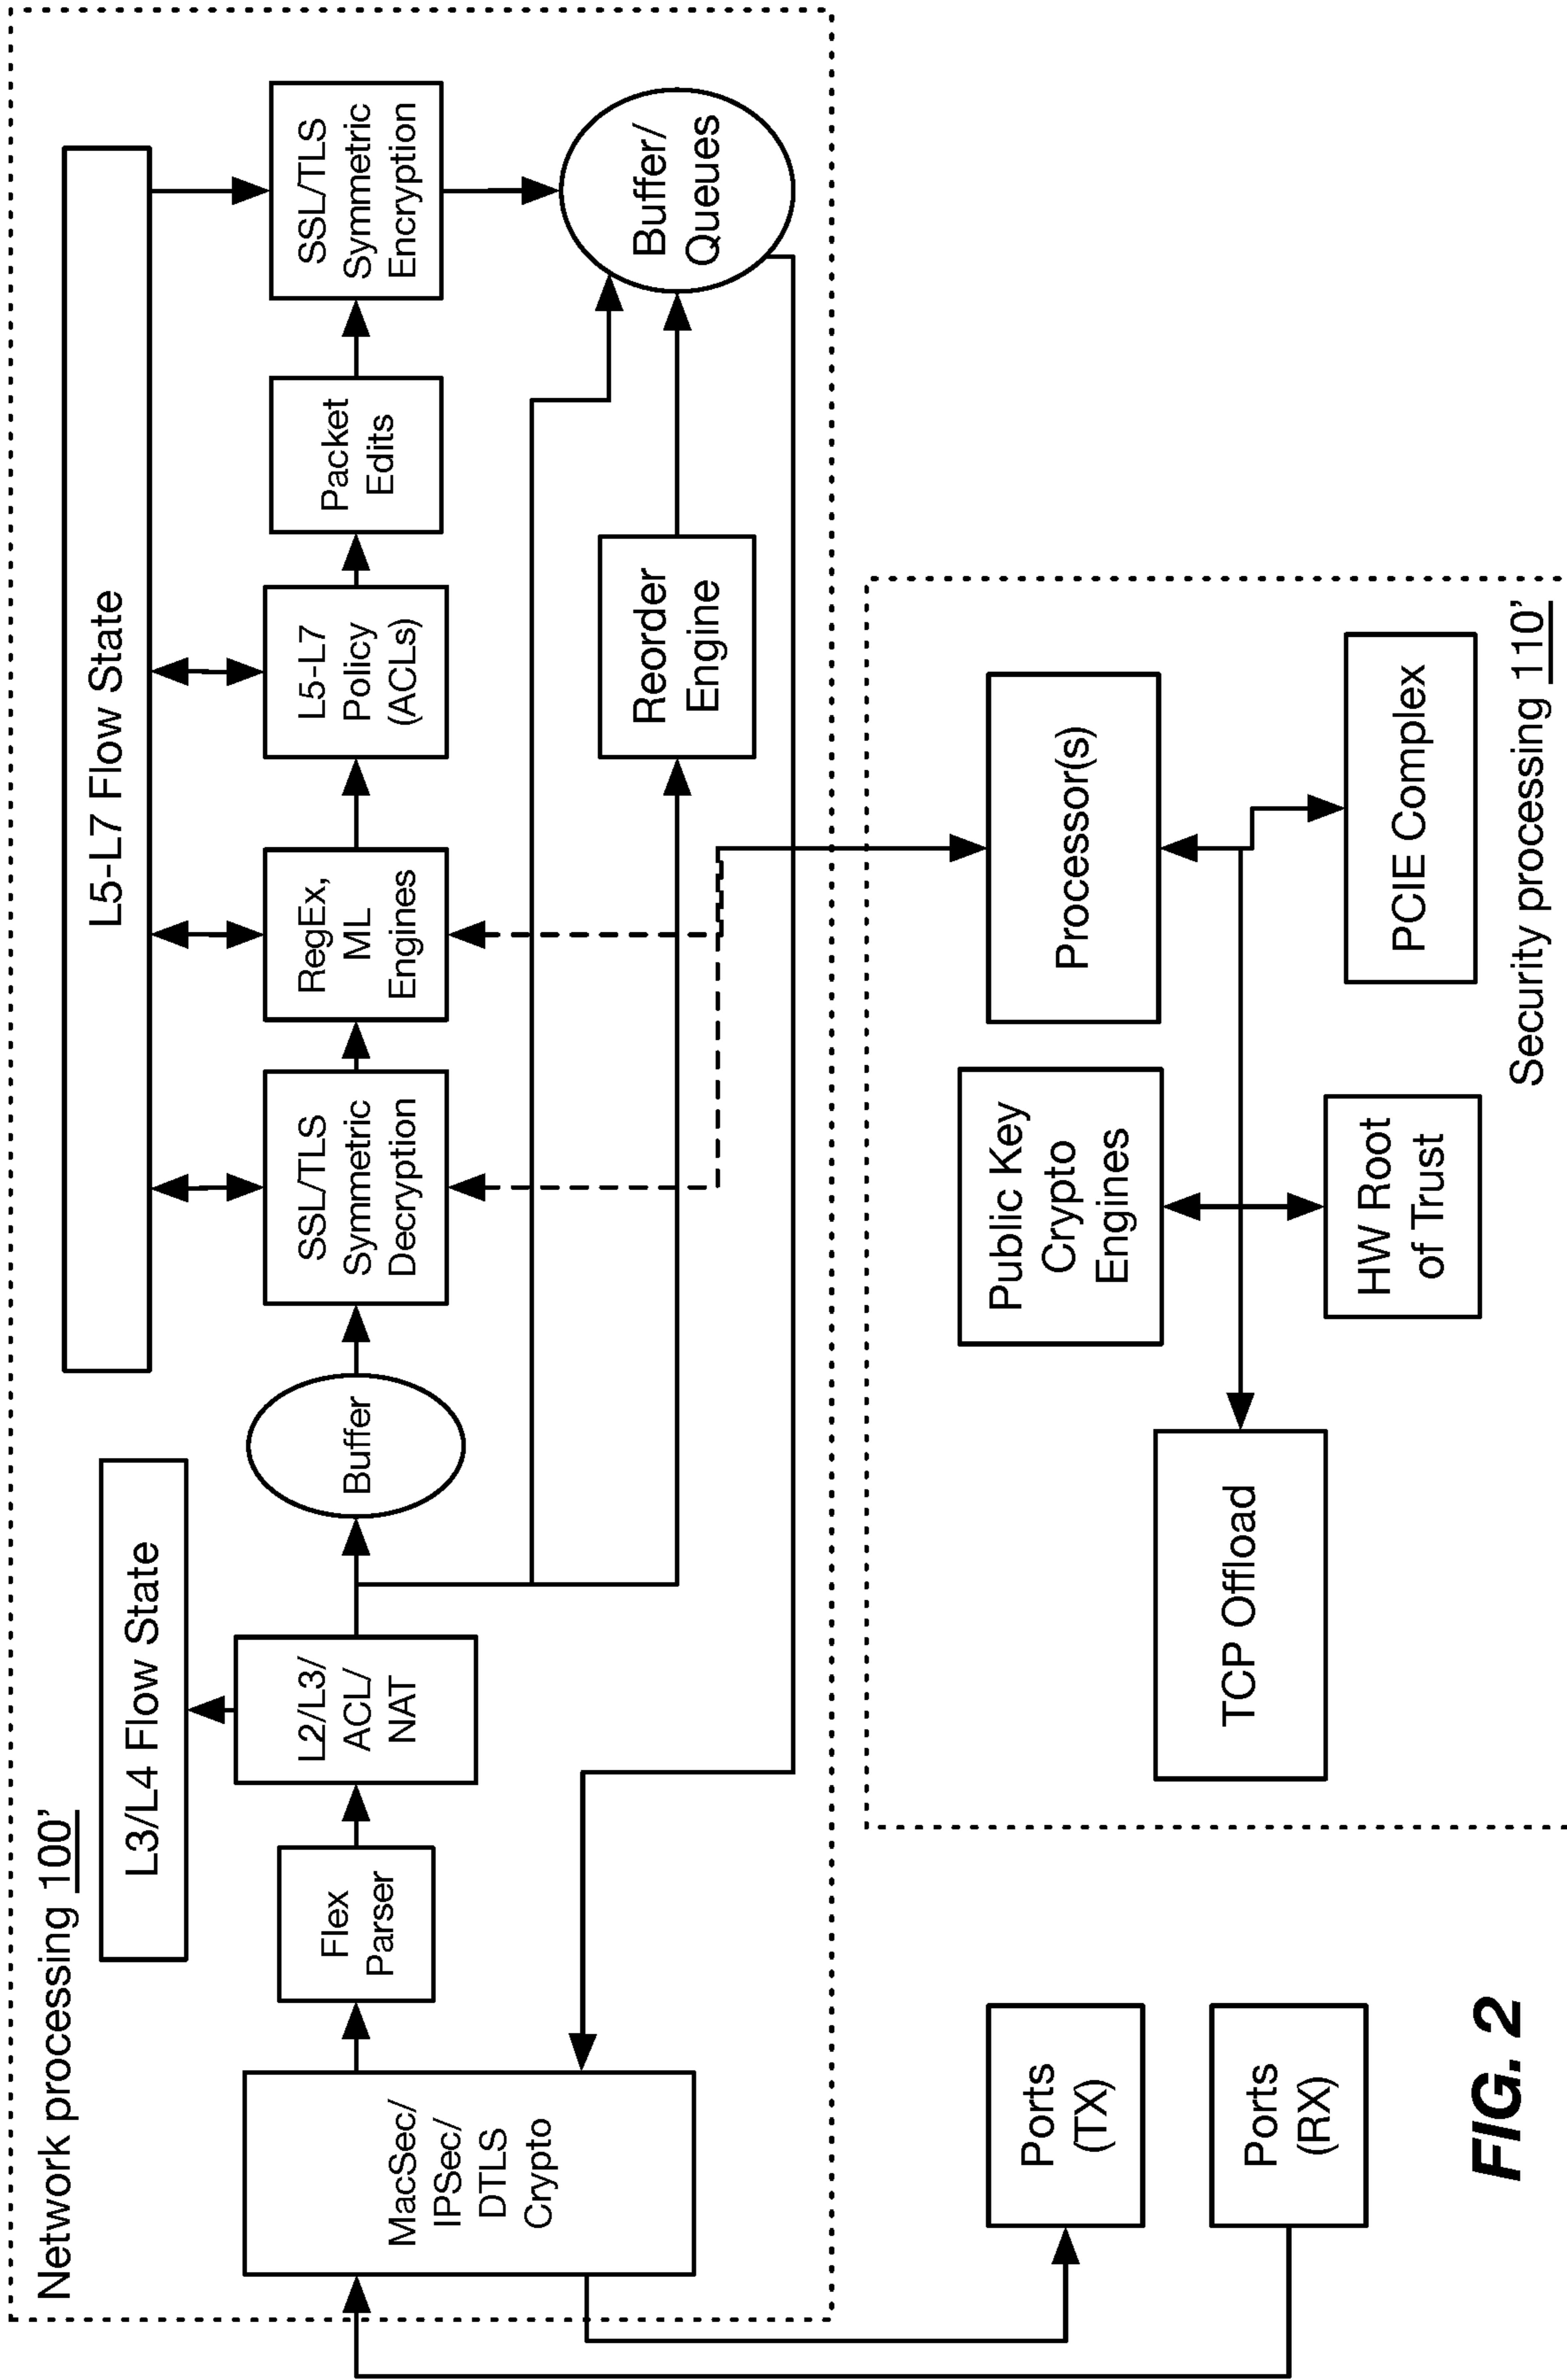 Network processing 100’
L3/L4 Flow State
L5-L7 Flow State
MacSec/
IPSec/
DTLS
Crypto
Flex
Parser
L2/L3/
ACL/
NAT
Buffer
SSL/TLS
Symmetric
Decryption
RegEx,
ML
Engines
L5-L7
Policy
(ACLs)
Packet
Edits
SSL/TLS
Symmetric
Encryption
Reorder
Engine
Buffer/
Queues
Ports
(TX)
Ports
(RX)
TCP Offload
Public Key
Crypto
Engines
HW Root
of Trust
Processor(s)
PCIE Complex
Security processing 110’
FIG. 2